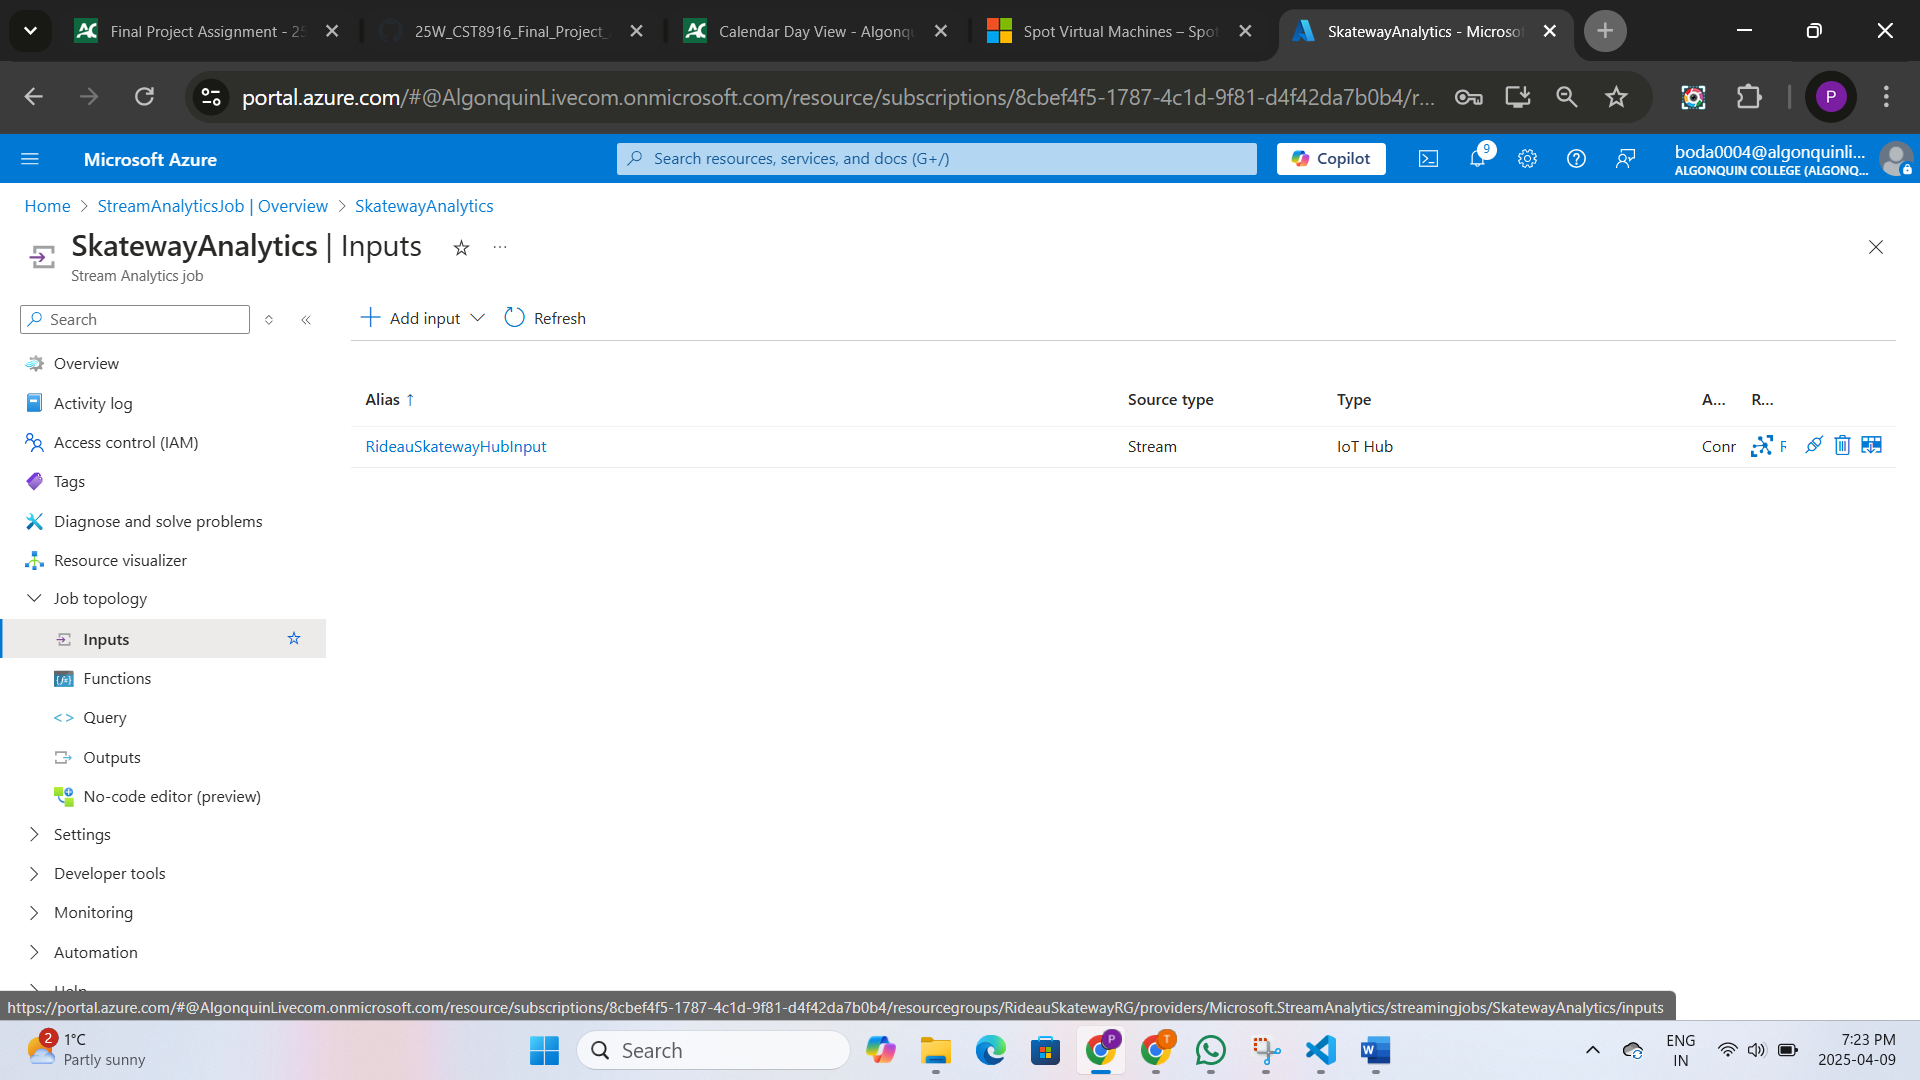 Final Project Assignment - 25
25W_CST8916_Final_Project_
Calendar Day View - Algonqu
Spot Virtual Machines – Spot
SkatewayAnalytics - Microsof
portal.azure.com/#@AlgonquinLivecom.onmicrosoft.com/resource/subscriptions/8cbef4f5-1787-4c1d-9f81-d4f42da7b0b4/r...
P
Microsoft Azure
Search resources, services, and docs (G+/)
Copilot
9
boda0004@algonquinli...
ALGONQUIN COLLEGE (ALGONQ...
Home > StreamAnalyticsJob | Overview > SkatewayAnalytics
SkatewayAnalytics | Inputs
Stream Analytics job
Search
Add input
Refresh
Overview
Activity log
Access control (IAM)
Tags
Diagnose and solve problems
Resource visualizer
Job topology
Inputs
Functions
Query
Outputs
No-code editor (preview)
Settings
Developer tools
Monitoring
Automation
Help
Alias ↑ Source type Type A... R...
RideauSkatewayHubInput Stream IoT Hub Conr
https://portal.azure.com/#@AlgonquinLivecom.onmicrosoft.com/resource/subscriptions/8cbef4f5-1787-4c1d-9f81-d4f42da7b0b4/resourcegroups/RideauSkatewayRG/providers/Microsoft.StreamAnalytics/streamingjobs/SkatewayAnalytics/inputs
2
1°C
Partly sunny
Search
P
T
ENG
IN
7:23 PM
2025-04-09